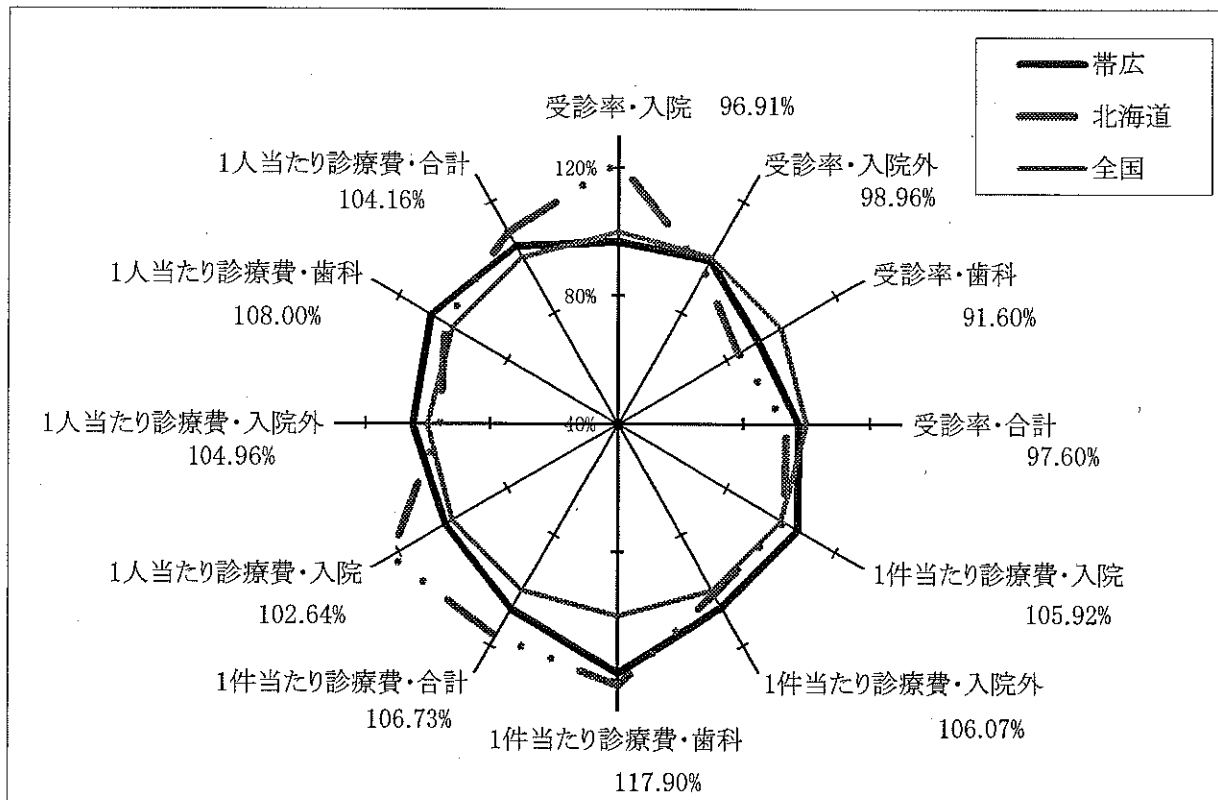 帯広
北海道
全国
受診率・入院 96.91%
受診率・入院外
98.96%
受診率・歯科
91.60%
受診率・合計
97.60%
1件当たり診療費・入院
105.92%
1件当たり診療費・入院外
106.07%
1件当たり診療費・歯科
117.90%
1件当たり診療費・合計
106.73%
1人当たり診療費・入院
102.64%
1人当たり診療費・入院外
104.96%
1人当たり診療費・歯科
108.00%
1人当たり診療費・合計
104.16%
120%
80%
40%